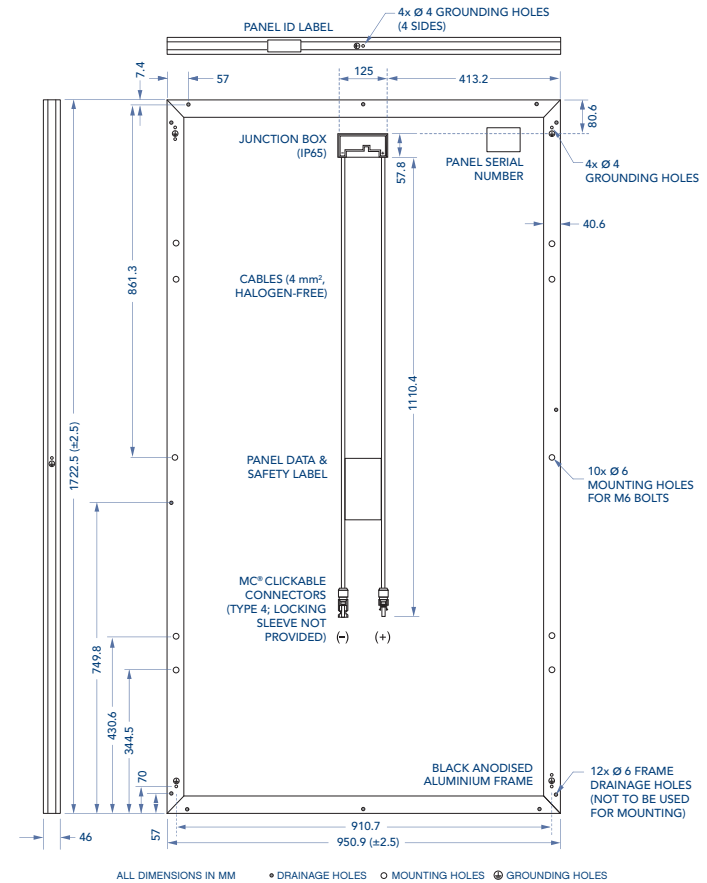 4x Ø 4 GROUNDING HOLES
(4 SIDES)
PANEL ID LABEL
7.4
57
125
413.2
80.6
JUNCTION BOX
(IP65)
57.8
PANEL SERIAL
NUMBER
4x Ø 4
GROUNDING HOLES
40.6
861.3
CABLES (4 mm²,
HALOGEN-FREE)
1110.4
1722.5 (±2.5)
PANEL DATA &
SAFETY LABEL
10x Ø 6
MOUNTING HOLES
FOR M6 BOLTS
MC® CLICKABLE
CONNECTORS
(TYPE 4; LOCKING
SLEEVE NOT
PROVIDED)
(–)
(+)
749.8
430.6
344.5
70
57
BLACK ANODISED
ALUMINIUM FRAME
12x Ø 6 FRAME
DRAINAGE HOLES
(NOT TO BE USED
FOR MOUNTING)
46
910.7
950.9 (±2.5)
ALL DIMENSIONS IN MM
DRAINAGE HOLES
MOUNTING HOLES
GROUNDING HOLES